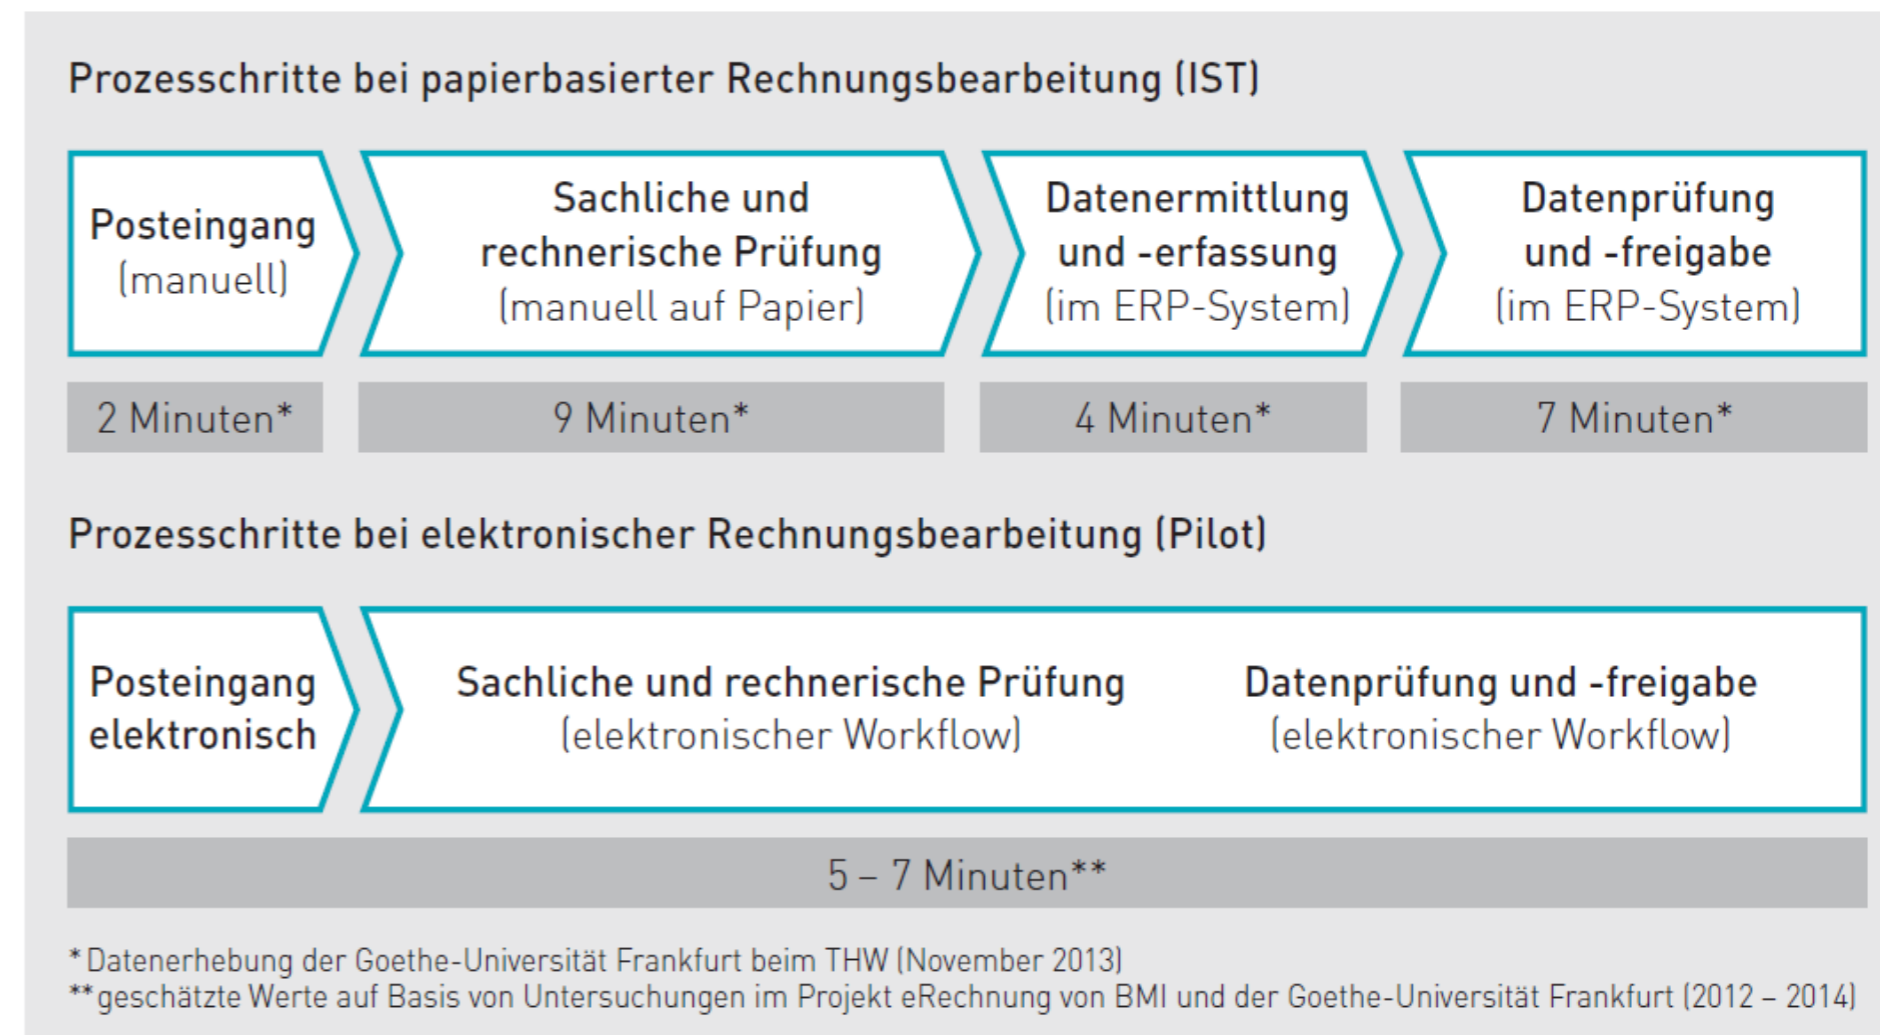 Prozesschritte bei papierbasierter Rechnungsbearbeitung (IST)
Posteingang
(manuell)
Sachliche und
rechnerische Prüfung
(manuell auf Papier)
Datenermittlung
und -erfassung
(im ERP-System)
Datenprüfung
und -freigabe
(im ERP-System)
2 Minuten*
9 Minuten*
4 Minuten*
7 Minuten*
Prozesschritte bei elektronischer Rechnungsbearbeitung (Pilot)
Posteingang
elektronisch
Sachliche und rechnerische Prüfung
(elektronischer Workflow)
Datenprüfung und -freigabe
(elektronischer Workflow)
5 – 7 Minuten**
* Datenerhebung der Goethe-Universität Frankfurt beim THW (November 2013)
** geschätzte Werte auf Basis von Untersuchungen im Projekt eRechnung von BMI und der Goethe-Universität Frankfurt (2012 – 2014)